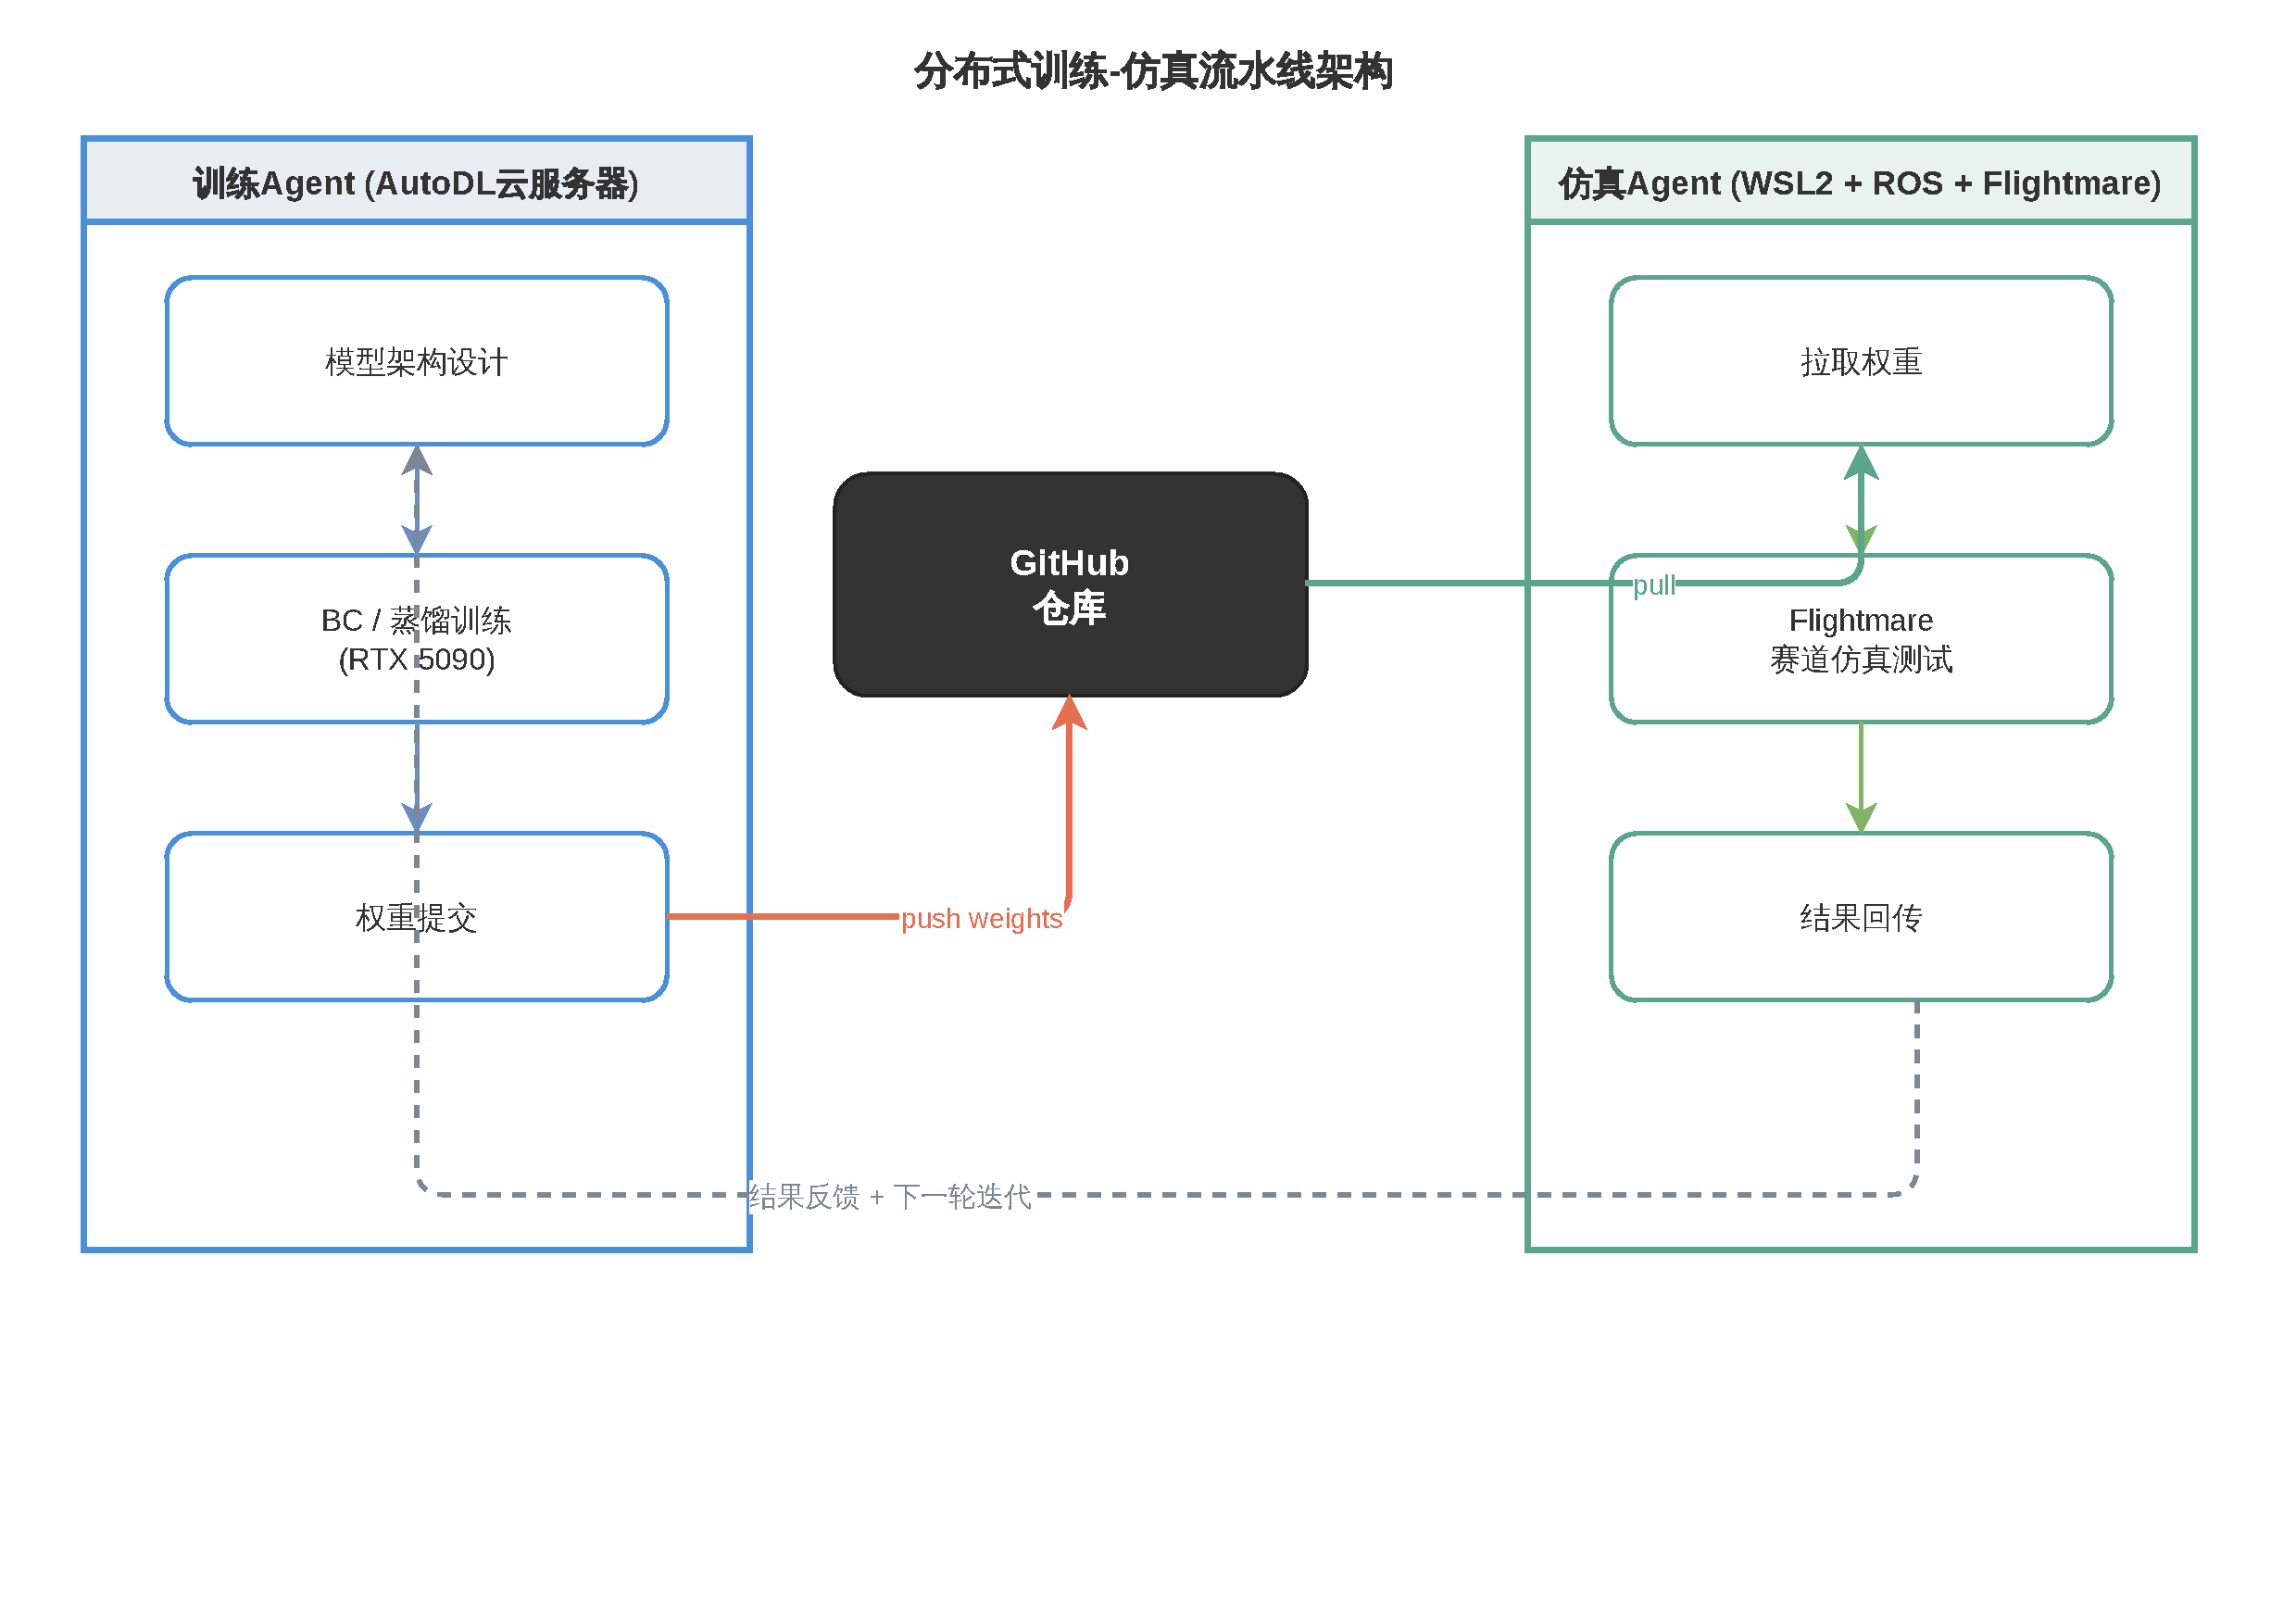 分布式训练-仿真流水线架构
训练Agent (AutoDL云服务器)
模型架构设计
BC / 蒸馏训练
(RTX 5090)
权重提交
push weights
GitHub
仓库
仿真Agent (WSL2 + ROS + Flightmare)
拉取权重
pull
Flightmare
赛道仿真测试
结果回传
结果反馈 + 下一轮迭代